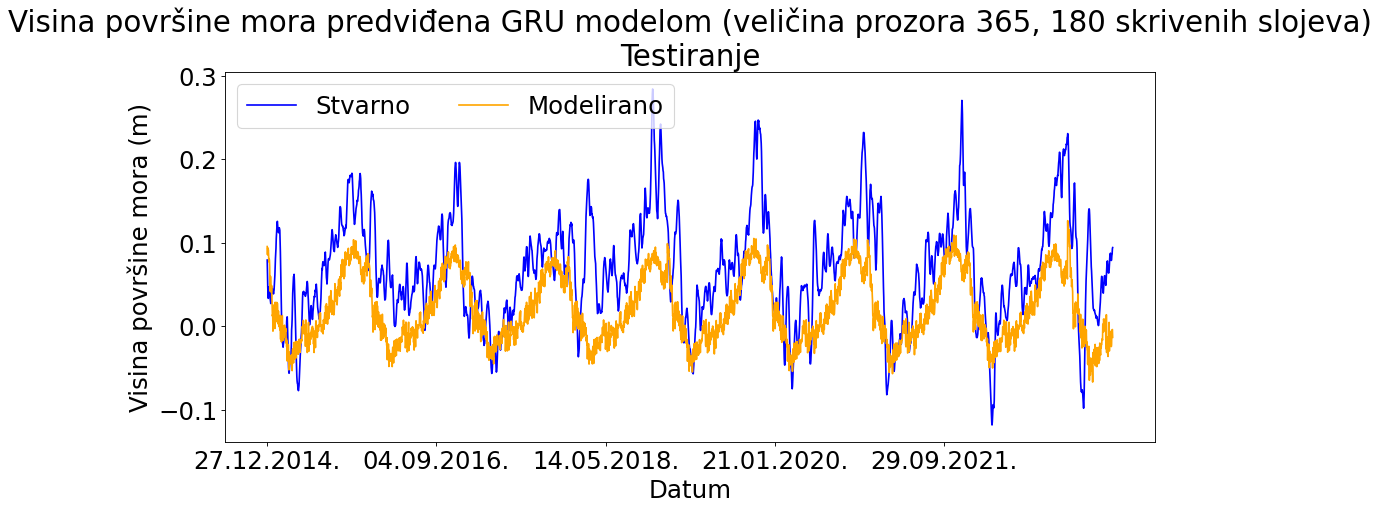 Visina površine mora predviđena GRU modelom (veličina prozora 365, 180 skrivenih slojeva)
Testiranje
Stvarno
Modelirano
Visina površine mora (m)
0.3
0.2
0.1
0.0
−0.1
27.12.2014.
04.09.2016.
14.05.2018.
21.01.2020.
29.09.2021.
Datum